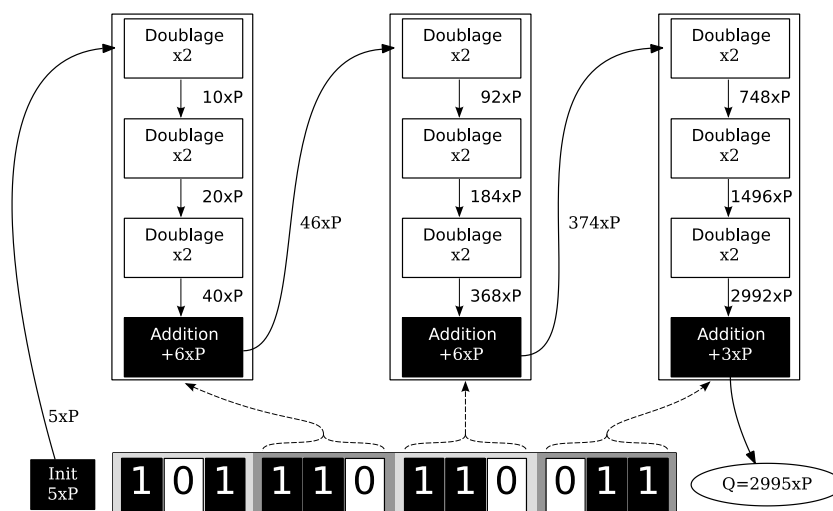 Doublage
x2
10xP
Doublage
x2
20xP
Doublage
x2
40xP
Addition
+6xP
46xP
Doublage
x2
92xP
Doublage
x2
184xP
Doublage
x2
368xP
Addition
+6xP
374xP
Doublage
x2
748xP
Doublage
x2
1496xP
Doublage
x2
2992xP
Addition
+3xP
5xP
Init
5xP
1 0 1 1 1 0 1 1 0 0 1 1
Q=2995xP